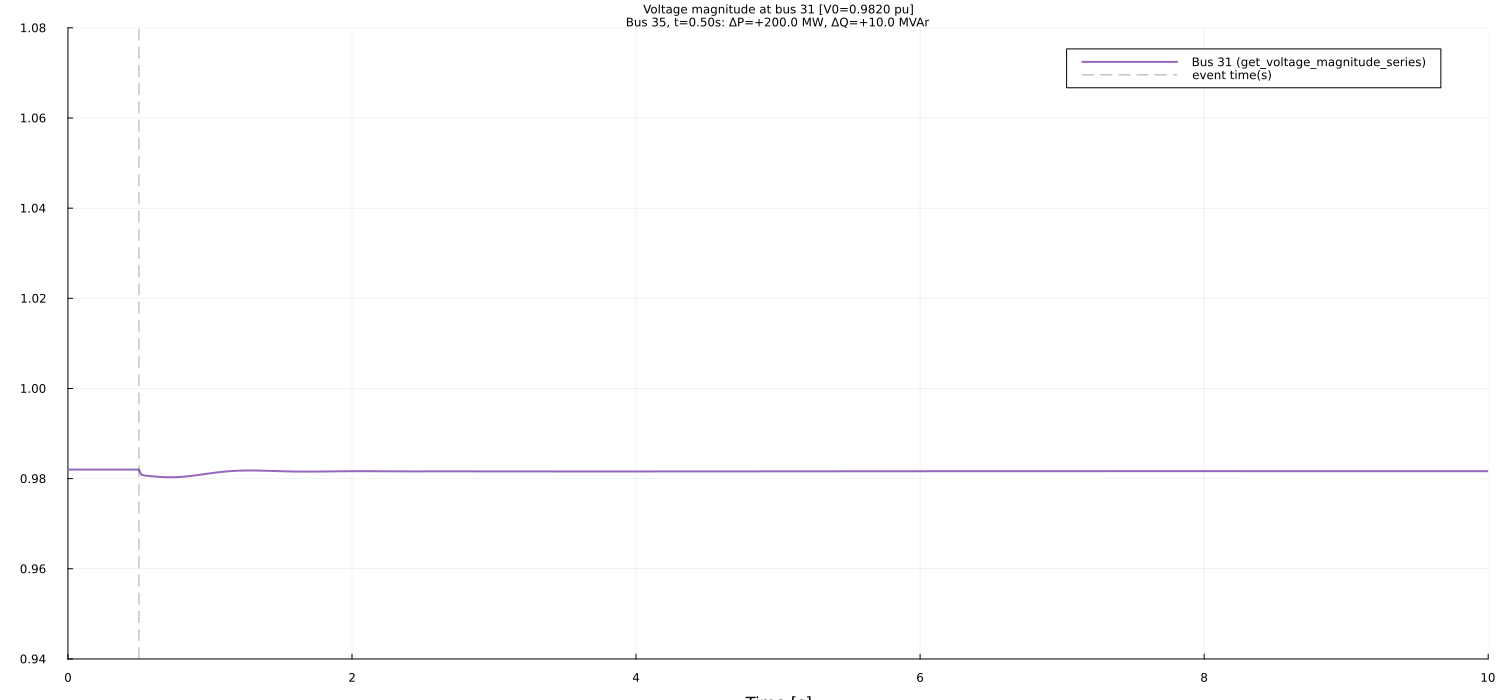 Voltage magnitude at bus 31 [V0=0.9820 pu]
Bus 35, t=0.50s: ΔP=+200.0 MW, ΔQ=+10.0 MVAr
1.08
Bus 31 (get_voltage_magnitude_series)
event time(s)
1.06
1.04
1.02
1.00
0.98
0.96
0.94
0 2 4 6 8 10
Time [s]